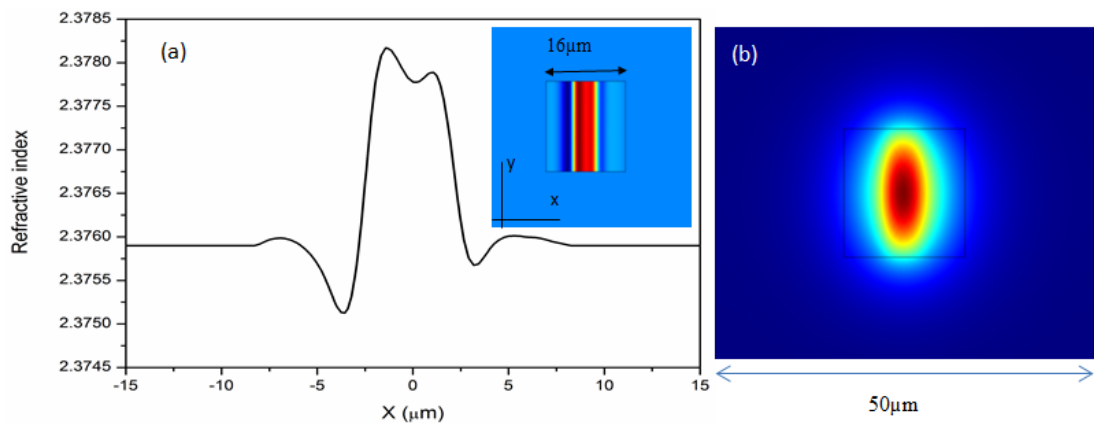 (a)
16μm
y
x
Refractive index
2.3785
2.3780
2.3775
2.3770
2.3765
2.3760
2.3755
2.3750
2.3745
-15
-10
-5
0
5
10
15
X (μm)
(b)
50μm